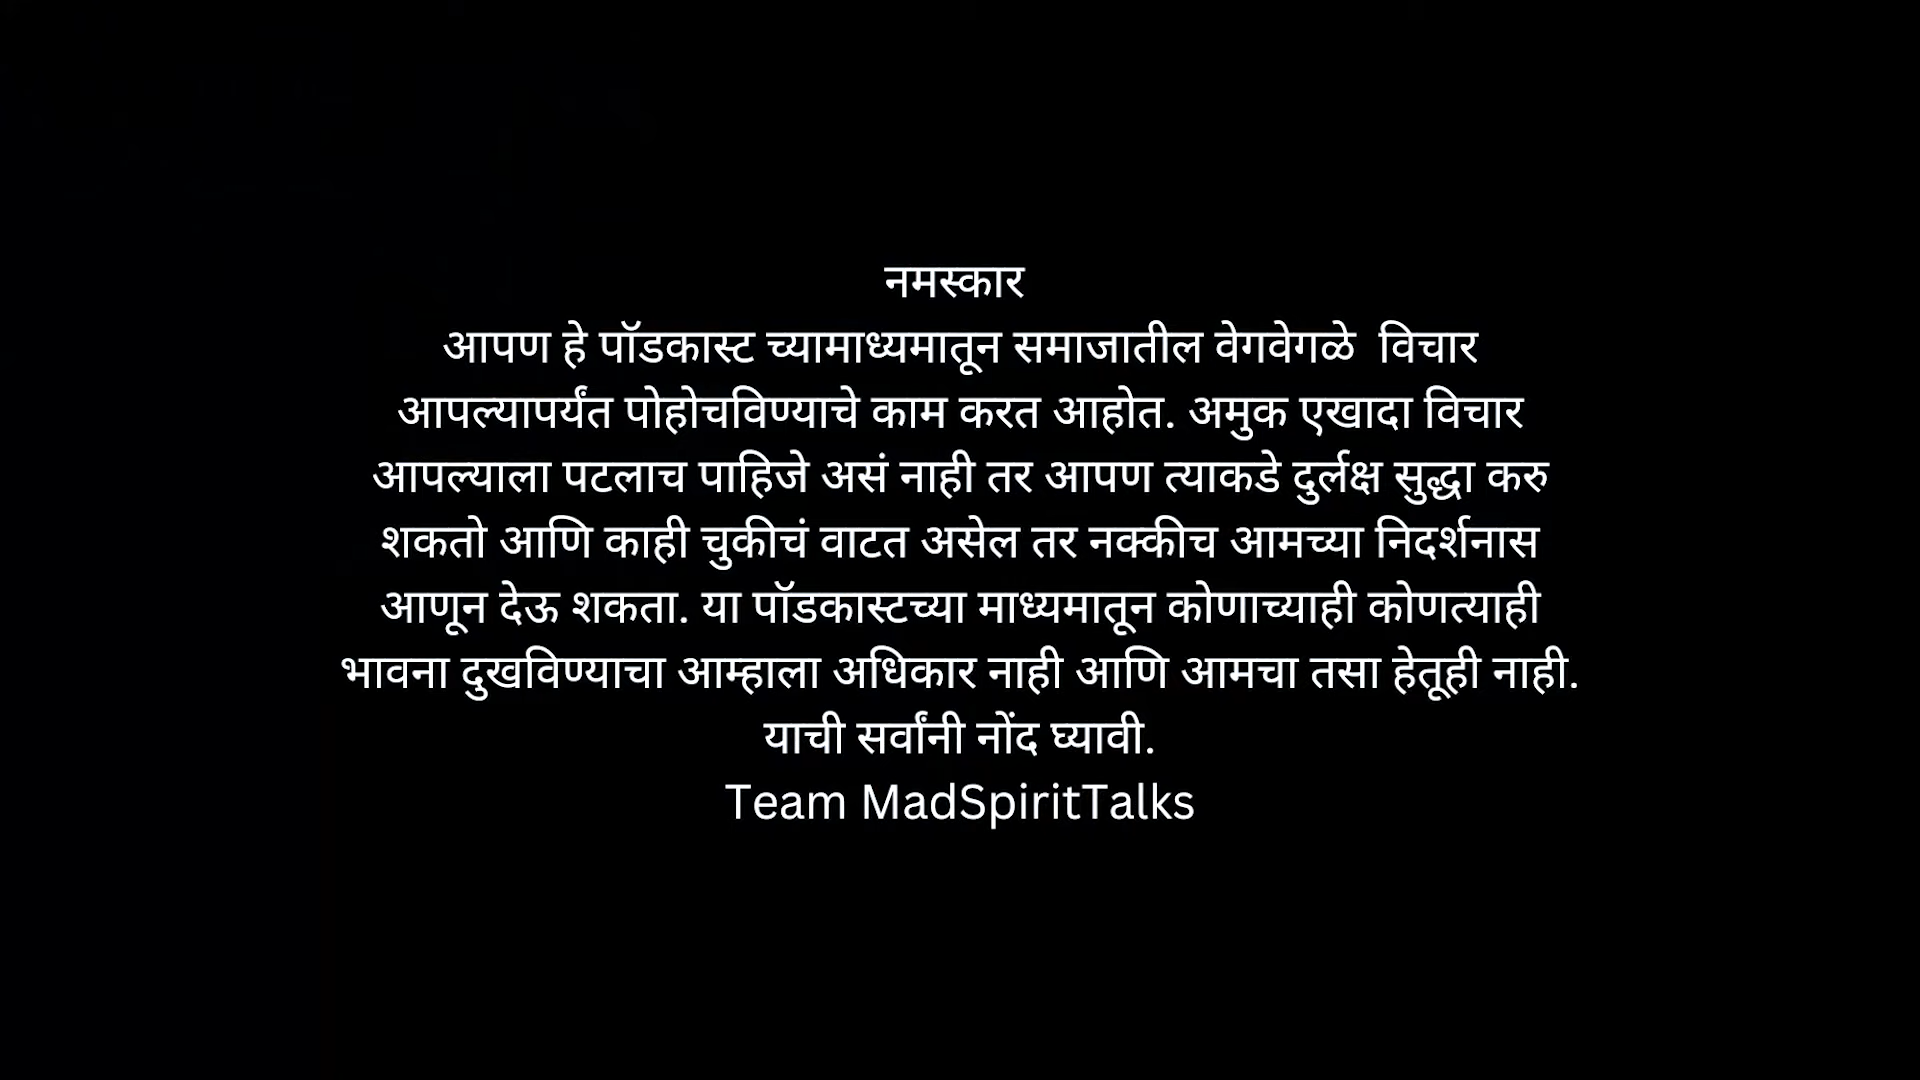 नमस्कार
आपण हे पॉडकास्ट च्यामाध्यमातून समाजातील वेगवेगळे विचार
आपल्यापर्यंत पोहोचविण्याचे काम करत आहोत. अमुक एखादा विचार
आपल्याला पटलाच पाहिजे असं नाही तर आपण त्याकडे दुर्लक्ष सुद्धा करु
शकतो आणि काही चुकीचं वाटत असेल तर नक्कीच आमच्या निदर्शनास
आणून देऊ शकता. या पॉडकास्टच्या माध्यमातून कोणाच्याही कोणत्याही
भावना दुखविण्याचा आम्हाला अधिकार नाही आणि आमचा तसा हेतूही नाही.
याची सर्वांनी नोंद घ्यावी.
Team MadSpiritTalks